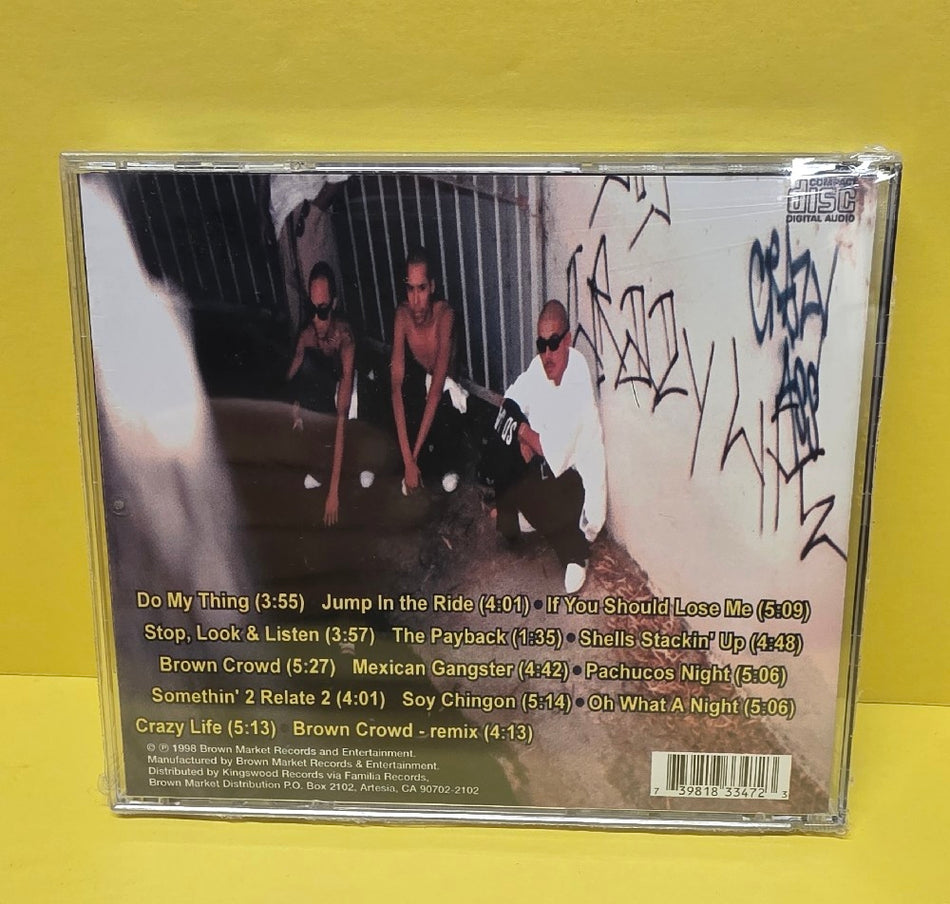 COMPACT
disc
DIGITAL AUDIO
CRAZY
CRAZY LIFE
Do My Thing (3:55) Jump In the Ride (4:01) • If You Should Lose Me (5:09)
Stop, Look & Listen (3:57) The Payback (1:35) • Shells Stackin' Up (4:48)
Brown Crowd (5:27) Mexican Gangster (4:42) • Pachucos Night (5:06)
Somethin' 2 Relate 2 (4:01) Soy Chingon (5:14) • Oh What A Night (5:06)
Crazy Life (5:13) • Brown Crowd - remix (4:13)
© ℗ 1998 Brown Market Records and Entertainment.
Manufactured by Brown Market Records & Entertainment.
Distributed by Kingswood Records via Familia Records,
Brown Market Distribution P.O. Box 2102, Artesia, CA 90702-2102
7 39818 33472 3